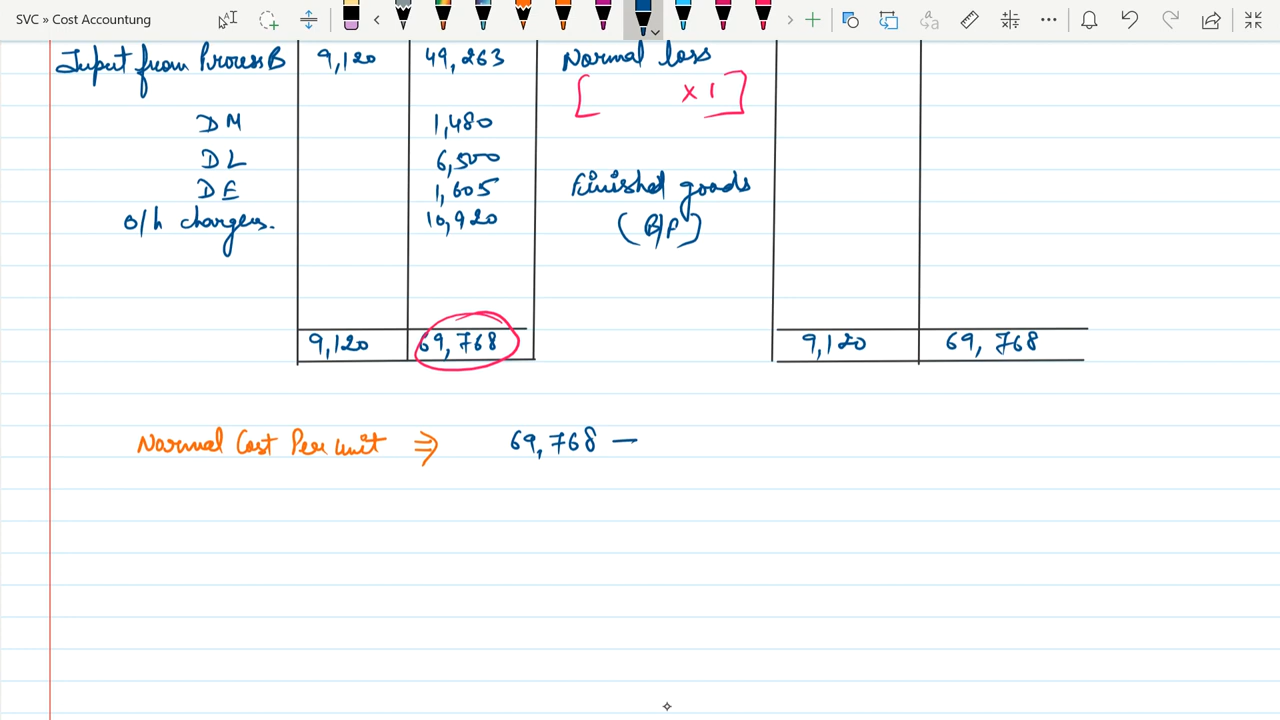 SVC » Cost Accountung
Input from Process B 9,120 49,263 Normal loss
[ × 1 ]
DM 1,480
DL 6,500
DE 1,605 Finished goods
o/h charges. 10,920 (B/P)
9,120 69,768 9,120 69,768
Normal Cost Per unit ⇒ 69,768 —